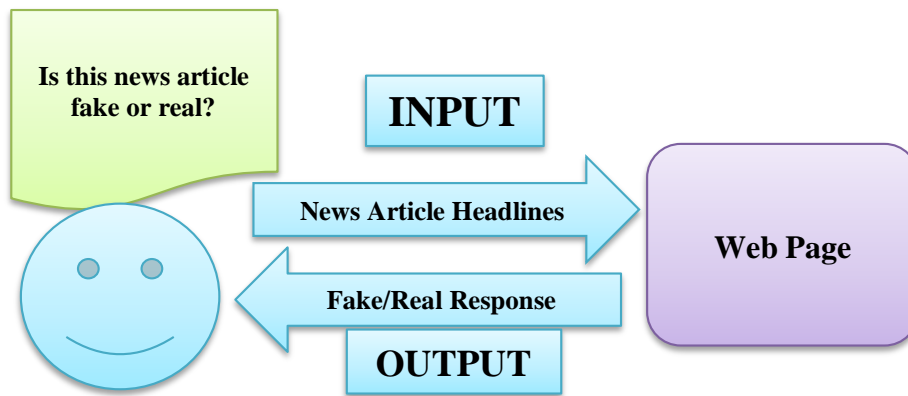 Is this news article
fake or real?
INPUT
News Article Headlines
Web Page
Fake/Real Response
OUTPUT